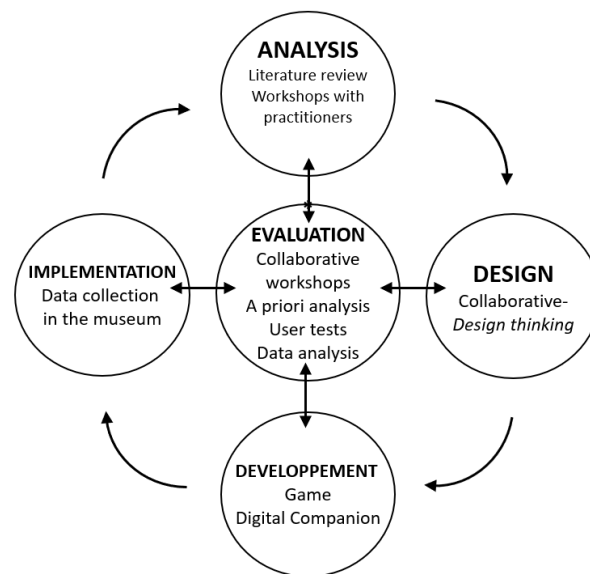 ANALYSIS
Literature review
Workshops with
practitioners
EVALUATION
Collaborative
workshops
A priori analysis
User tests
Data analysis
IMPLEMENTATION
Data collection
in the museum
DESIGN
Collaborative-
Design thinking
DEVELOPPEMENT
Game
Digital Companion